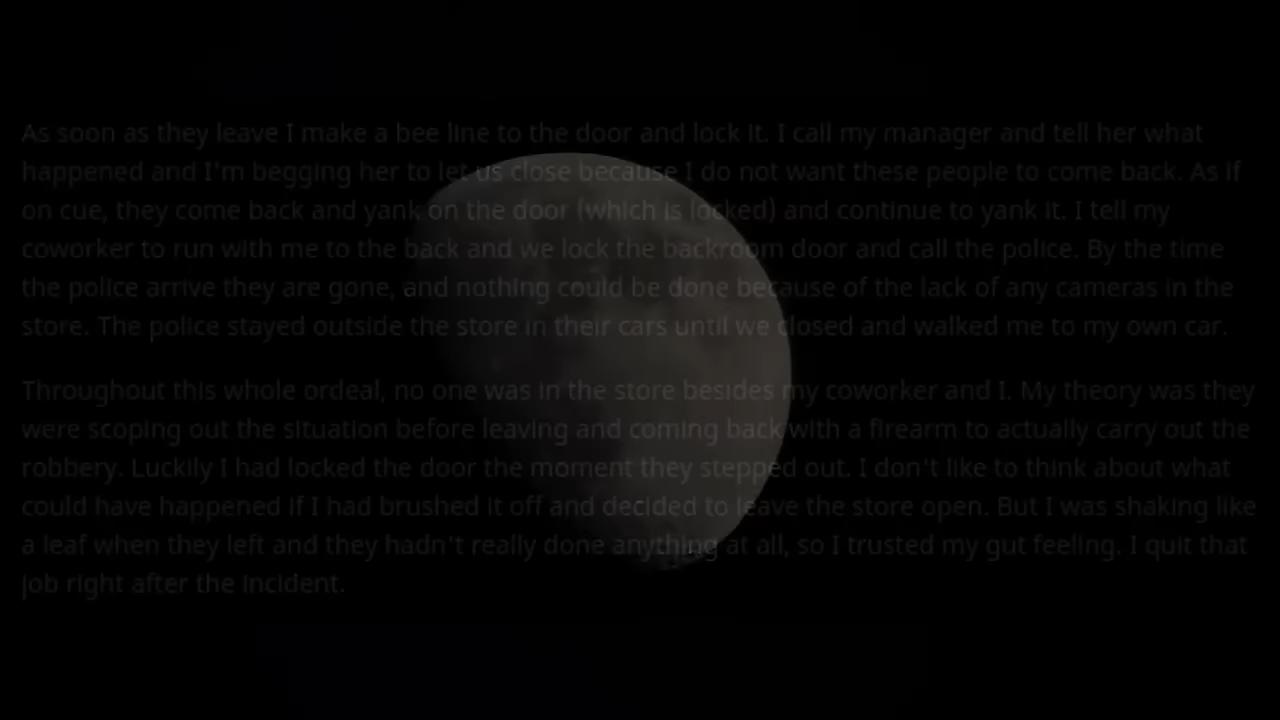 As soon as they leave I make a bee line to the door and lock it. I call my manager and tell her what
happened and I'm begging her to let us close because I do not want these people to come back. As if
on cue, they come back and yank on the door (which is locked) and continue to yank it. I tell my
coworker to run with me to the back and we lock the backroom door and call the police. By the time
the police arrive they are gone, and nothing could be done because of the lack of any cameras in the
store. The police stayed outside the store in their cars until we closed and walked me to my own car.
Throughout this whole ordeal, no one was in the store besides my coworker and I. My theory was they
were scoping out the situation before leaving and coming back with a firearm to actually carry out the
robbery. Luckily I had locked the door the moment they stepped out. I don't like to think about what
could have happened if I had brushed it off and decided to leave the store open. But I was shaking like
a leaf when they left and they hadn't really done anything at all, so I trusted my gut feeling. I quit that
job right after the incident.